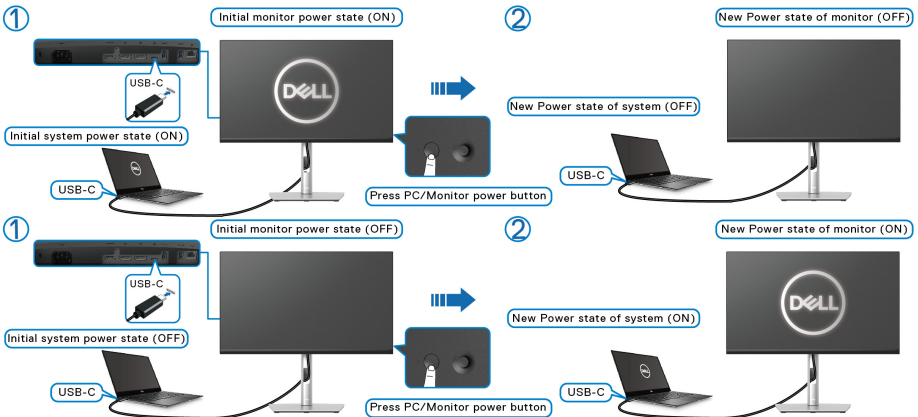 1
Initial monitor power state (ON)
2
New Power state of monitor (OFF)
USB-C
DELL
New Power state of system (OFF)
Initial system power state (ON)
DELL
USB-C
USB-C
Press PC/Monitor power button
1
Initial monitor power state (OFF)
2
New Power state of monitor (ON)
USB-C
DELL
New Power state of system (ON)
Initial system power state (OFF)
DELL
USB-C
USB-C
Press PC/Monitor power button